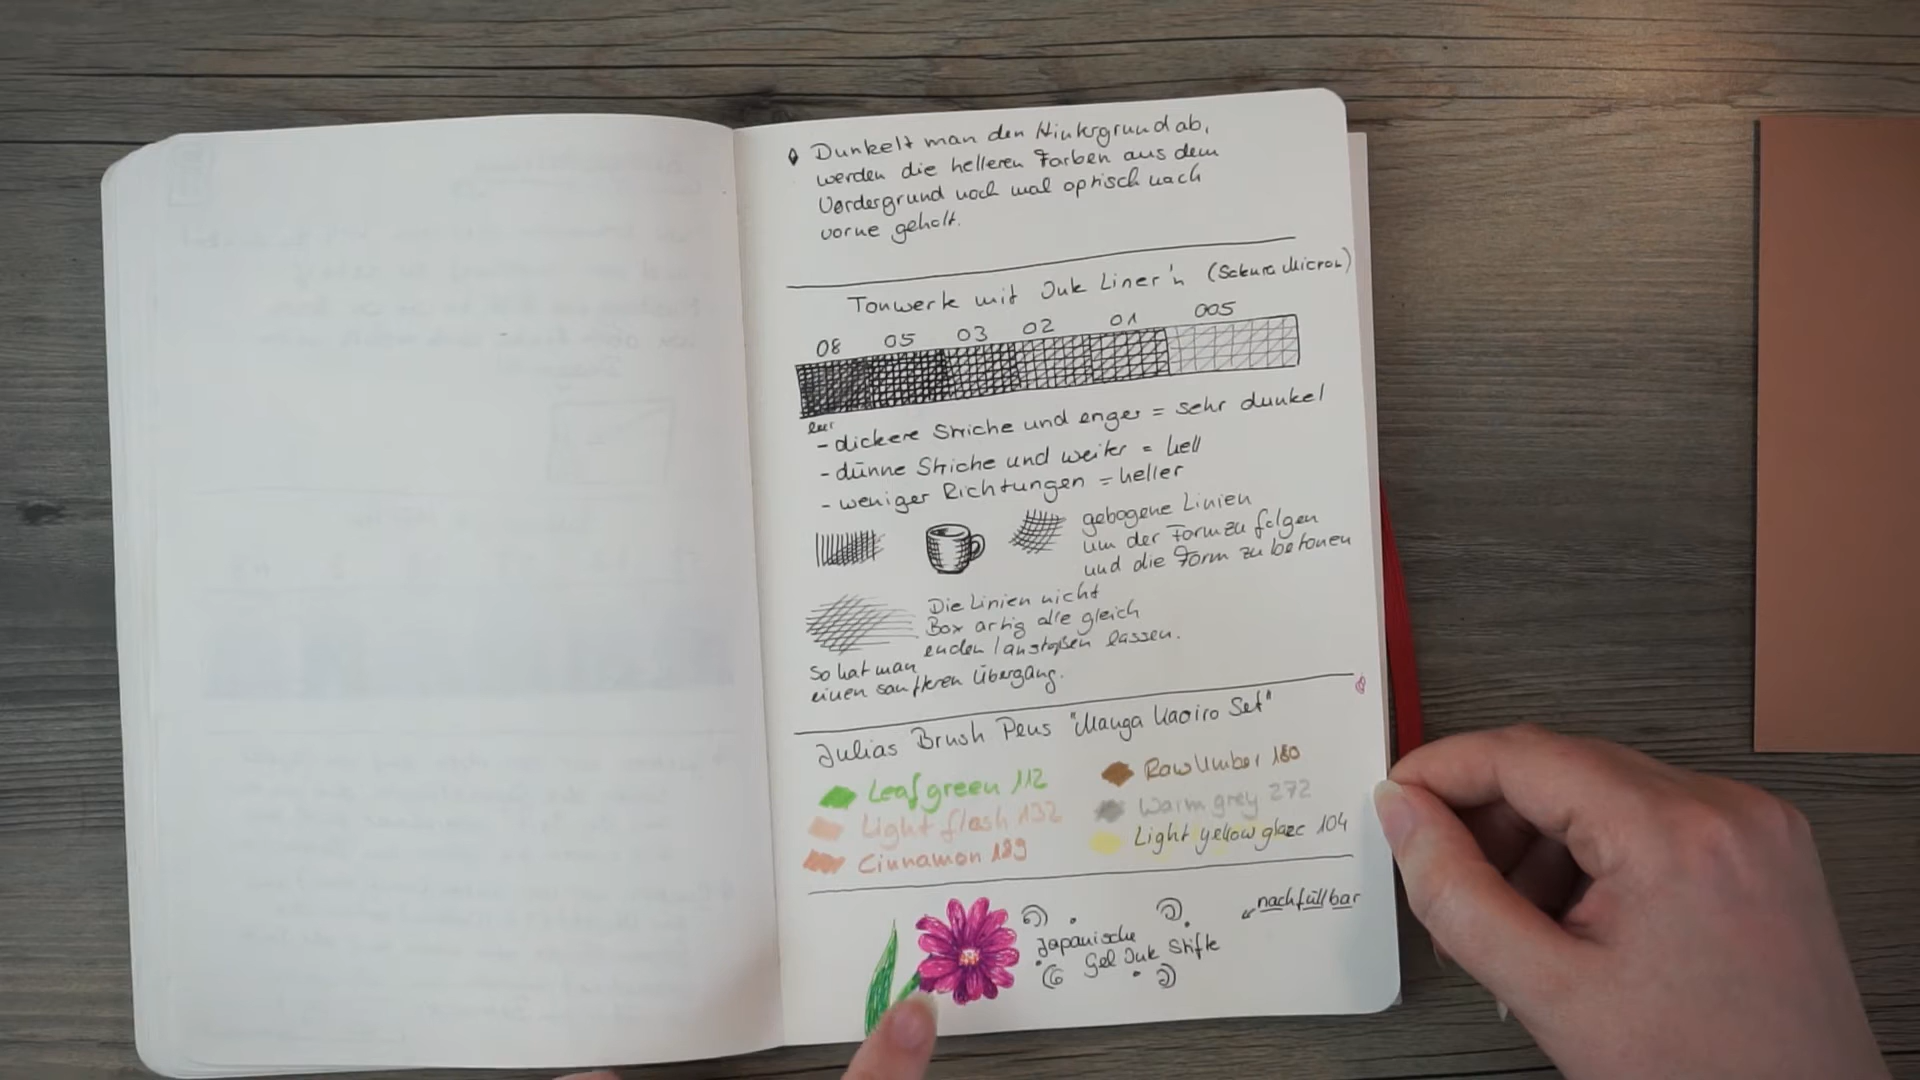 Dunkelt man den Hintergrund ab,
werden die helleren Farben aus dem
Vordergrund noch mal optisch nach
vorne geholt.
Tonwerk mit Ink Liner'n (Sakura Micron)
08 05 03 02 01 005
- dickere Striche und enger = sehr dunkel
- dünne Striche und weiter = hell
- weniger Richtungen = heller
gebogene Linien
um der Form zu folgen
und die Form zu betonen
Die Linien nicht
Box artig alle gleich
enden/anstoßen lassen.
So hat man
einen sanfteren Übergang.
Julias Brush Pens "Manga Kaoiro Set"
Leaf green 112
Light flesh 132
Cinnamon 189
Raw Umber 180
Warm grey 272
Light yellow glaze 104
nachfüllbar
Japanische
Gel Ink Stifte